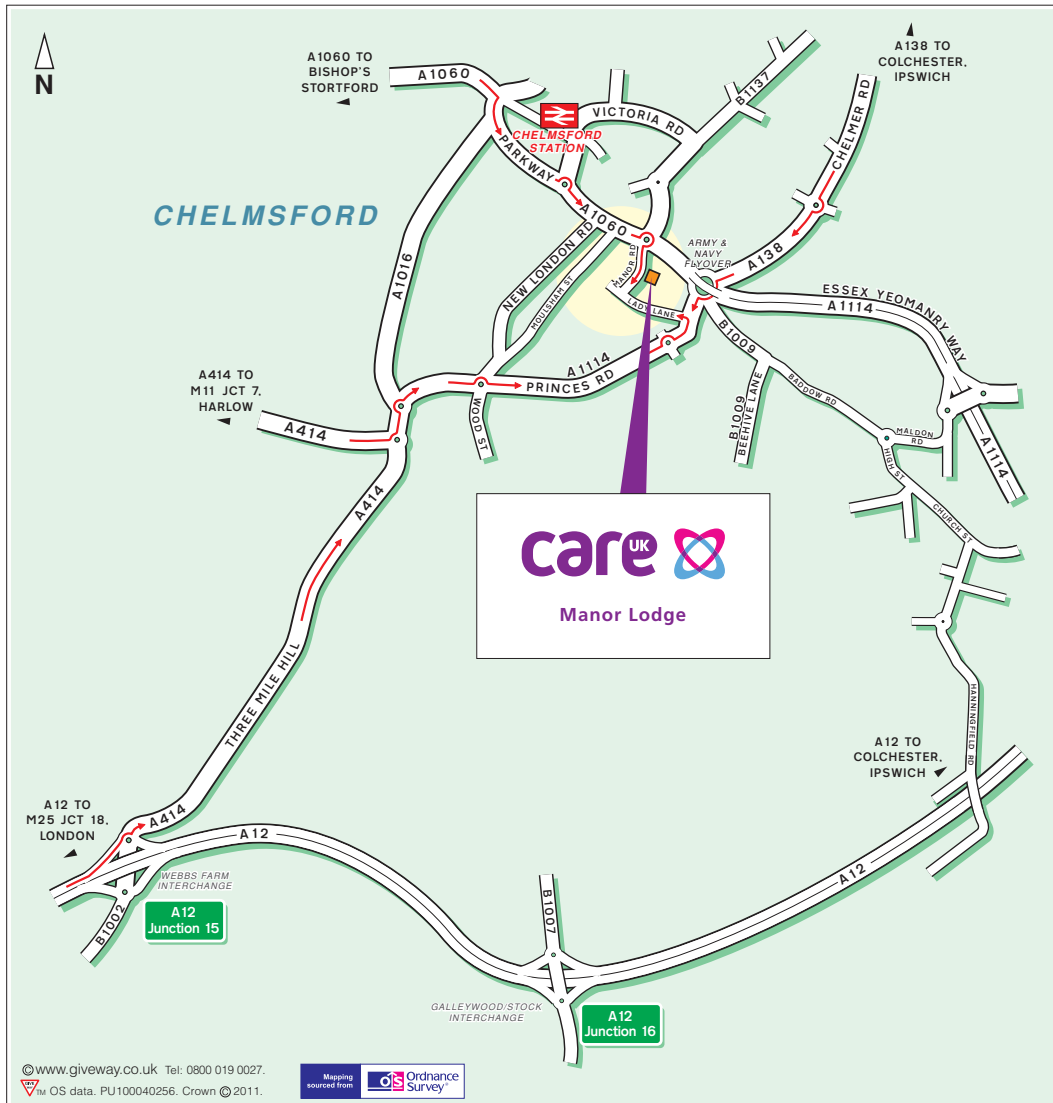 N
A1060 TO
BISHOP'S
STORTFORD
A1060
A138 TO
COLCHESTER,
IPSWICH
B1137
VICTORIA RD
CHELMSFORD
STATION
CHELMER RD
PARKWAY
CHELMSFORD
A1060
ARMY &
NAVY
FLYOVER
A138
NEW LONDON RD
MOULSHAM ST
MANOR RD
LADY LANE
A1016
ESSEX YEOMANRY WAY
A1114
B1009
A1114
PRINCES RD
A414 TO
M11 JCT 7,
HARLOW
A414
WOOD ST
B1009
BEEHIVE LANE
BADDOW RD
MALDON
RD
HIGH ST
A1114
CHURCH ST
A414
care UK
Manor Lodge
THREE MILE HILL
HANNINGFIELD RD
A12 TO
COLCHESTER,
IPSWICH
A12 TO
M25 JCT 18,
LONDON
A414
A12
A12
WEBBS FARM
INTERCHANGE
B1002
A12
Junction 15
B1007
GALLEYWOOD/STOCK
INTERCHANGE
A12
Junction 16
© www.giveway.co.uk Tel: 0800 019 0027.
GIVE WAY TM OS data. PU100040256. Crown © 2011.
Mapping
sourced from
OS Ordnance
Survey®